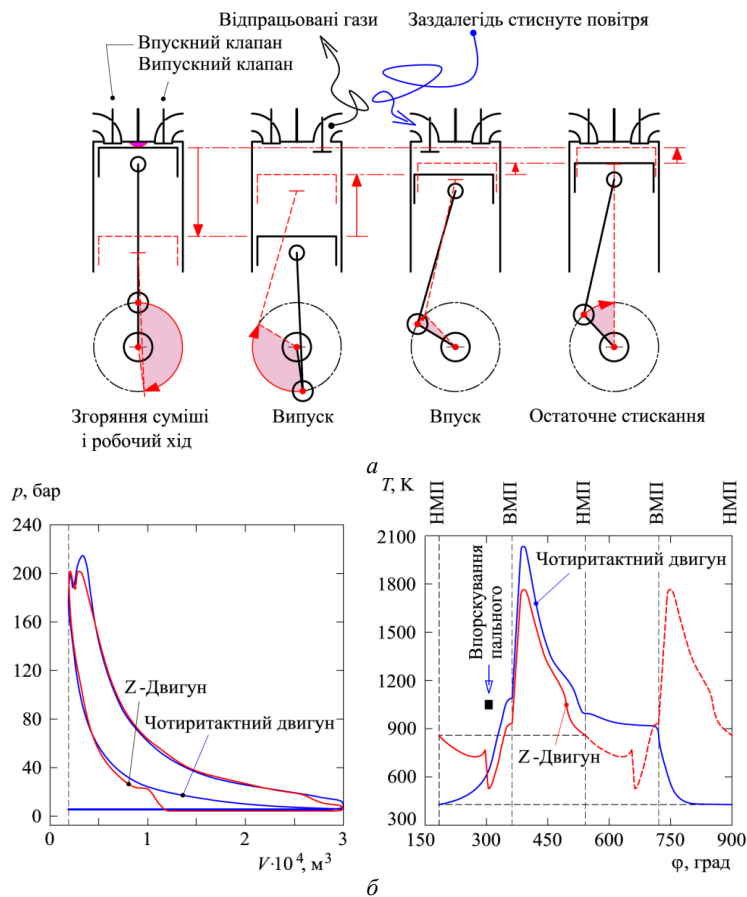 Відпрацьовані гази
Заздалегідь стиснуте повітря
Впускний клапан
Випускний клапан
Згоряння суміші
і робочий хід
Випуск
Впуск
Остаточне стискання
а
p, бар
240
200
160
120
80
40
0
Z-Двигун
Чотиритактний двигун
0
1
2
3
V·10⁴, м³
T, K
НМП
ВМП
НМП
ВМП
НМП
2100
1800
1500
1200
900
600
300
Впорскування
пального
Чотиритактний двигун
Z-Двигун
150
300
450
600
750
900
φ, град
б